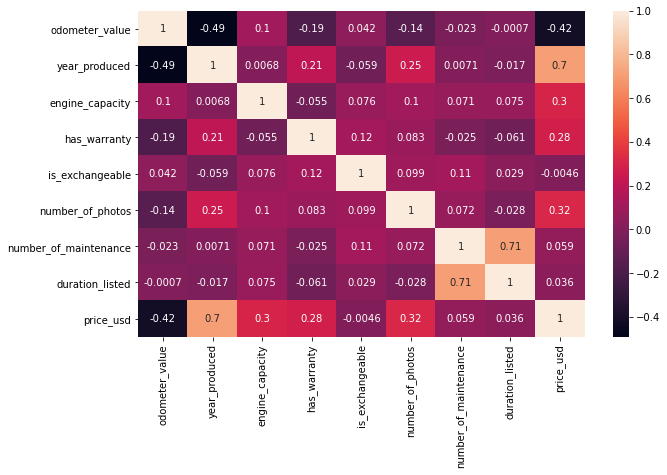 odometer_value 1 -0.49 0.1 -0.19 0.042 -0.14 -0.023 -0.0007 -0.42
year_produced -0.49 1 0.0068 0.21 -0.059 0.25 0.0071 -0.017 0.7
engine_capacity 0.1 0.0068 1 -0.055 0.076 0.1 0.071 0.075 0.3
has_warranty -0.19 0.21 -0.055 1 0.12 0.083 -0.025 -0.061 0.28
is_exchangeable 0.042 -0.059 0.076 0.12 1 0.099 0.11 0.029 -0.0046
number_of_photos -0.14 0.25 0.1 0.083 0.099 1 0.072 -0.028 0.32
number_of_maintenance -0.023 0.0071 0.071 -0.025 0.11 0.072 1 0.71 0.059
duration_listed -0.0007 -0.017 0.075 -0.061 0.029 -0.028 0.71 1 0.036
price_usd -0.42 0.7 0.3 0.28 -0.0046 0.32 0.059 0.036 1
odometer_value
year_produced
engine_capacity
has_warranty
is_exchangeable
number_of_photos
number_of_maintenance
duration_listed
price_usd
1.0
0.8
0.6
0.4
0.2
0.0
−0.2
−0.4